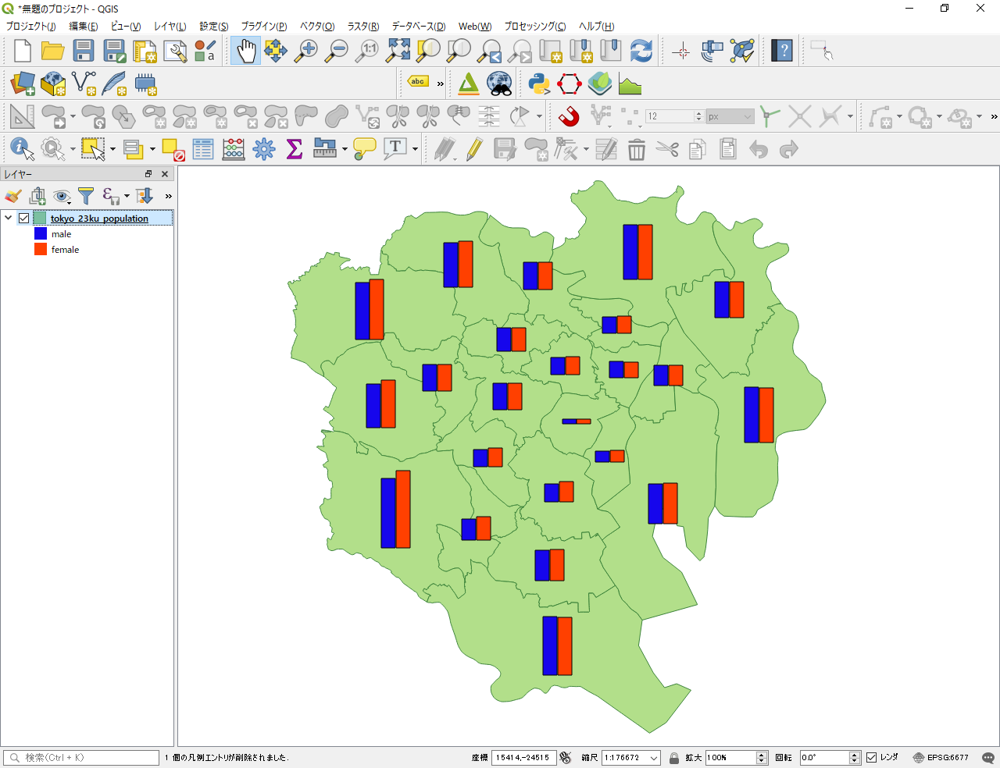 *無題のプロジェクト - QGIS
プロジェクト(J) 編集(E) ビュー(V) レイヤ(L) 設定(S) プラグイン(P) ベクタ(O) ラスタ(R) データベース(D) Web(W) プロセッシング(C) ヘルプ(H)
1:1
abc »
12 px »
レイヤー
»
tokyo_23ku_population
male
female
検索(Ctrl + K) 1 個の凡例エントリが削除されました. 座標 15414,-24515 縮尺 1:176672 拡大 100% 回転 0.0° レンダ EPSG:6677